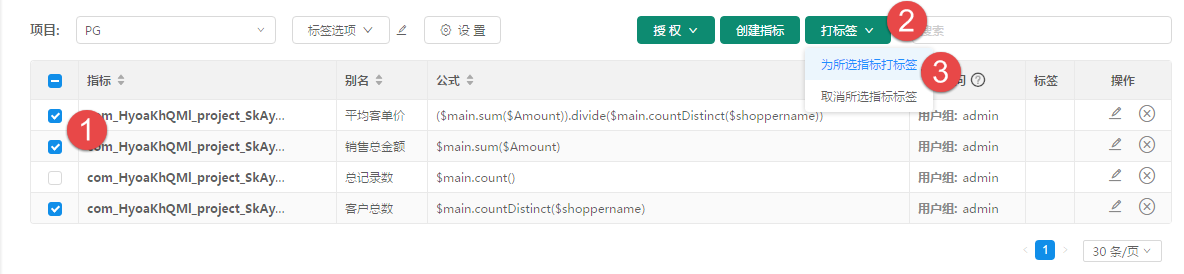 项目: PG 标签选项 设 置 授 权 创建指标 打标签 2 搜索
为所选指标打标签 3
取消所选指标标签
指标 别名 公式 问 ? 标签 操作
1
com_HyoaKhQMl_project_SkAy... 平均客单价 ($main.sum($Amount)).divide($main.countDistinct($shoppername)) 用户组: admin
com_HyoaKhQMl_project_SkAy... 销售总金额 $main.sum($Amount) 用户组: admin
com_HyoaKhQMl_project_SkAy... 总记录数 $main.count() 用户组: admin
com_HyoaKhQMl_project_SkAy... 客户总数 $main.countDistinct($shoppername) 用户组: admin
1 30 条/页